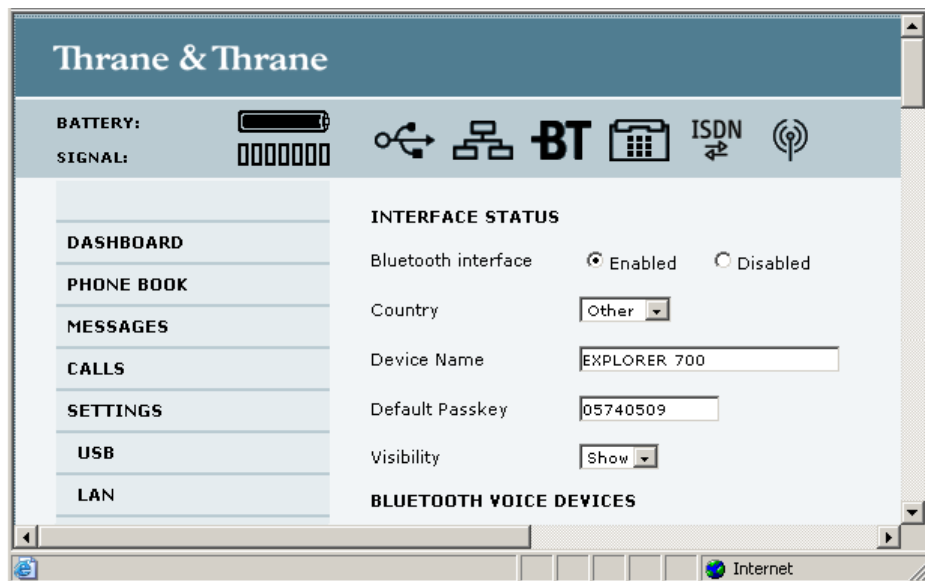 Thrane & Thrane
BATTERY:
SIGNAL:
BT
ISDN
DASHBOARD
PHONE BOOK
MESSAGES
CALLS
SETTINGS
USB
LAN
INTERFACE STATUS
Bluetooth interface Enabled Disabled
Country Other
Device Name EXPLORER 700
Default Passkey 05740509
Visibility Show
BLUETOOTH VOICE DEVICES
Internet